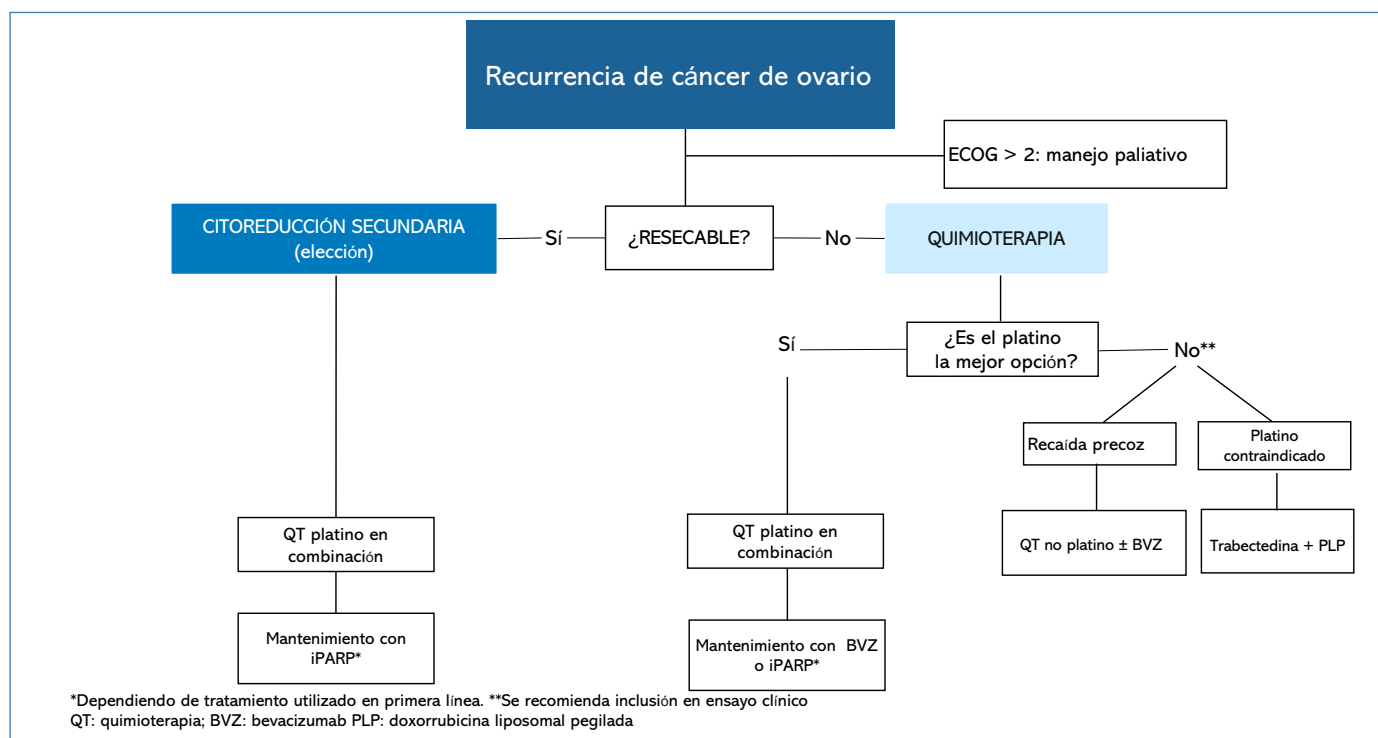 Recurrencia de cáncer de ovario
ECOG > 2: manejo paliativo
CITOREDUCCIÓN SECUNDARIA
(elección)
Sí
¿RESECABLE?
No
QUIMIOTERAPIA
Sí
¿Es el platino
la mejor opción?
No**
Recaída precoz
Platino
contraindicado
QT platino en
combinación
QT platino en
combinación
QT no platino ± BVZ
Trabectedina + PLP
Mantenimiento con
iPARP*
Mantenimiento con BVZ
o iPARP*
*Dependiendo de tratamiento utilizado en primera línea. **Se recomienda inclusión en ensayo clínico
QT: quimioterapia; BVZ: bevacizumab PLP: doxorrubicina liposomal pegilada